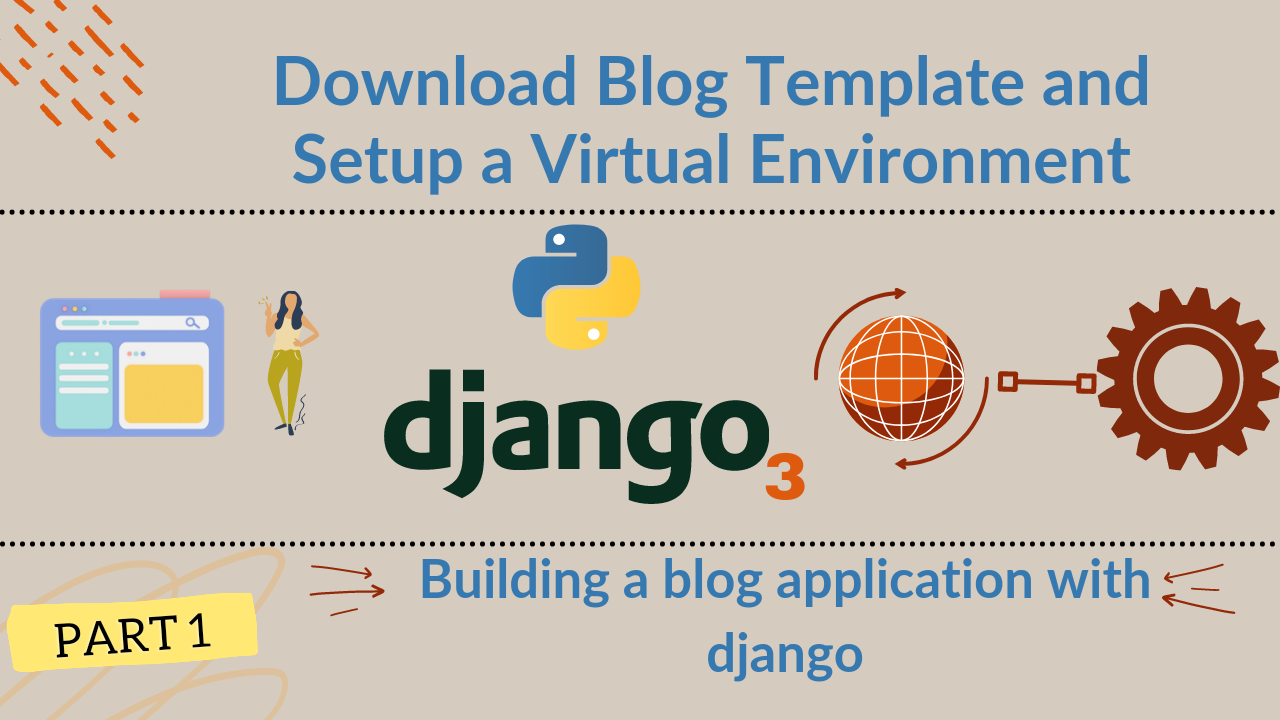 Download Blog Template and
Setup a Virtual Environment
django
3
Building a blog application with
django
PART 1